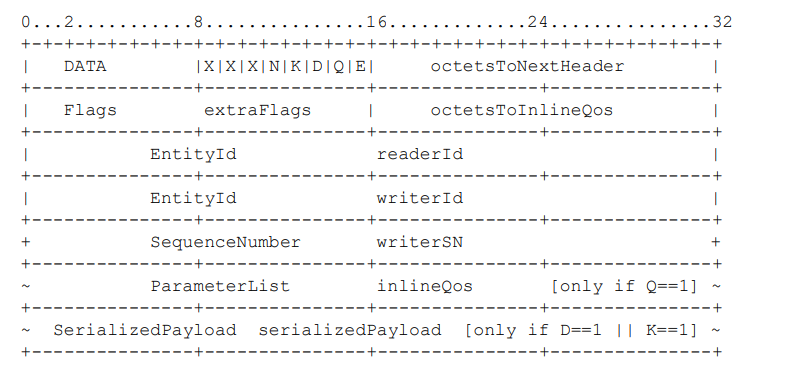 0...2...........8...............16.............24...............32
+-+-+-+-+-+-+-+-+-+-+-+-+-+-+-+-+-+-+-+-+-+-+-+-+-+-+-+-+-+-+-+-+
|   DATA        |X|X|X|N|K|D|Q|E|     octetsToNextHeader        |
+---------------+---------------+---------------+---------------+
|   Flags        extraFlags     |     octetsToInlineQos         |
+---------------+---------------+---------------+---------------+
|           EntityId             readerId                       |
+---------------+---------------+---------------+---------------+
|           EntityId             writerId                       |
+---------------+---------------+---------------+---------------+
+           SequenceNumber       writerSN                       +
+---------------+---------------+---------------+---------------+
~           ParameterList        inlineQos       [only if Q==1] ~
+---------------+---------------+---------------+---------------+
~  SerializedPayload  serializedPayload  [only if D==1 || K==1] ~
+---------------+---------------+---------------+---------------+